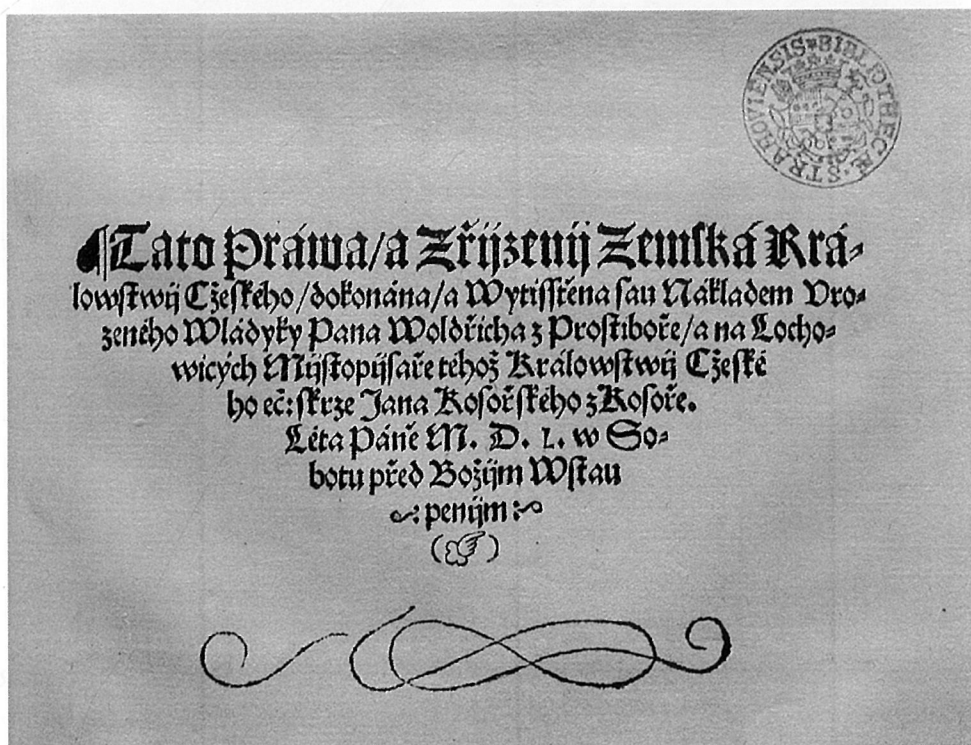 STRAHOVIENSIS BIBLIOTHECAE
¶ Tato Práwa/a Zřijzenij Zemſká Krá⸗
lowſtwij Cžeſkého/dokonána/a Wytiſſtěna ſau Nákladem Vro⸗
zeného Wládyky Pana Woldřicha z Proſtiboře/a na Locho⸗
wicých Mijſtopijſaře téhož Králowſtwij Cžeſké
ho ec̃: ſkrze Jana Koſořſkého z Koſoře.
Léta Páně M. D. L. w So⸗
botu před Božijm Wſtau
penijm